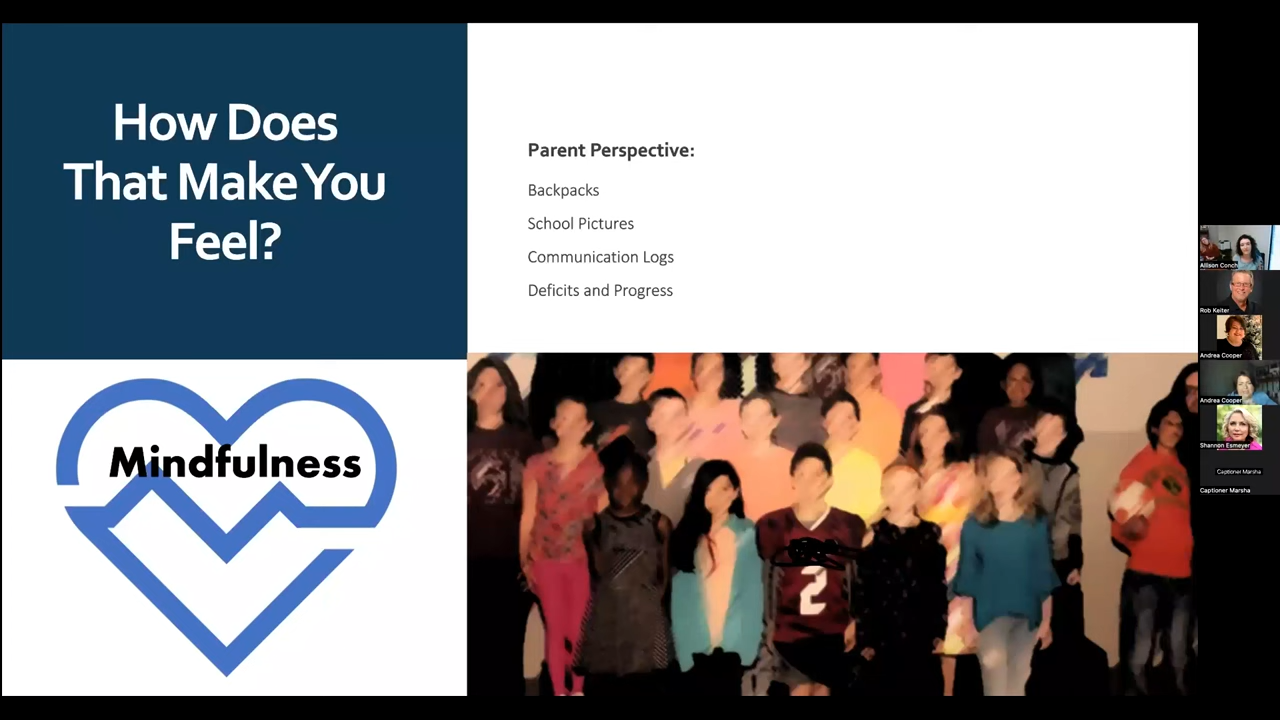 How Does
That Make You
Feel?
Parent Perspective:
Backpacks
School Pictures
Communication Logs
Deficits and Progress
Mindfulness
2
Allison Conch
Rob Keiter
Andrea Cooper
Andrea Cooper
Shannon Esmeyer
Captioner Marsha
Captioner Marsha